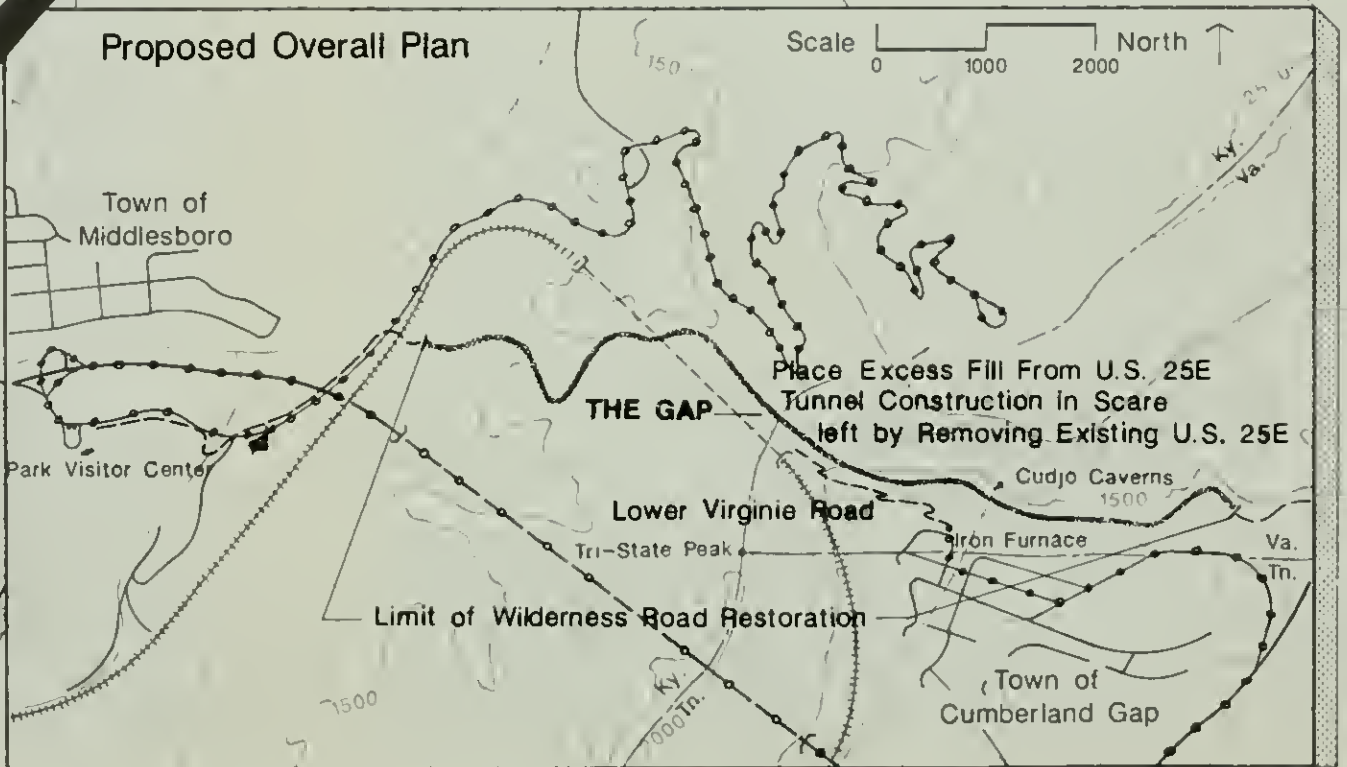 Proposed Overall Plan
Scale
North
0 1000 2000
150
Ky.
Va.
Town of
Middlesboro
Place Excess Fill From U.S. 25E
Tunnel Construction in Scare
left by Removing Existing U.S. 25E
THE GAP
Park Visitor Center
Cudjo Caverns
1500
Lower Virginie Road
Tri-State Peak
Iron Furnace
Va.
Tn.
Limit of Wilderness Road Restoration
Ky.
Tn.
1500
Town of
Cumberland Gap